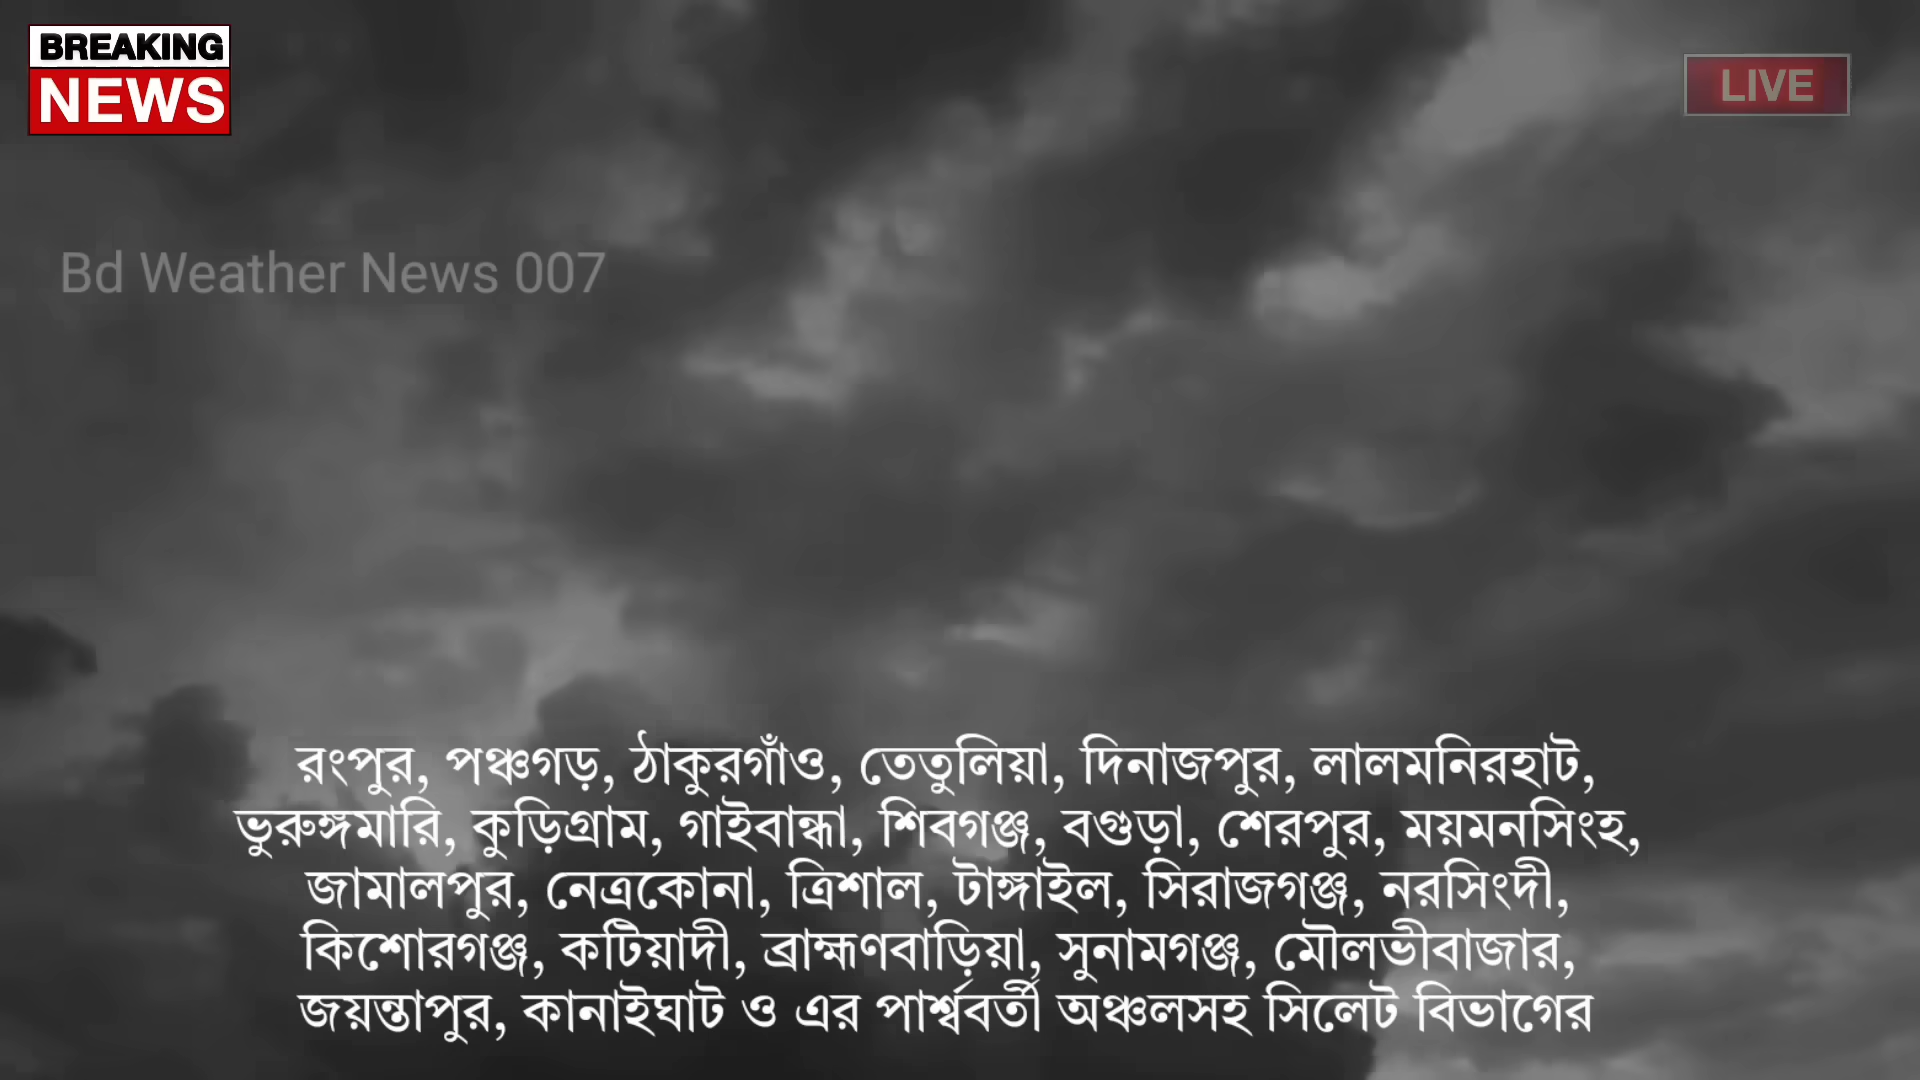 BREAKING
NEWS
LIVE
Bd Weather News 007
রংপুর, পঞ্চগড়, ঠাকুরগাঁও, তেতুলিয়া, দিনাজপুর, লালমনিরহাট,
ভুরুঙ্গমারি, কুড়িগ্রাম, গাইবান্ধা, শিবগঞ্জ, বগুড়া, শেরপুর, ময়মনসিংহ,
জামালপুর, নেত্রকোনা, ত্রিশাল, টাঙ্গাইল, সিরাজগঞ্জ, নরসিংদী,
কিশোরগঞ্জ, কটিয়াদী, ব্রাহ্মণবাড়িয়া, সুনামগঞ্জ, মৌলভীবাজার,
জয়ন্তাপুর, কানাইঘাট ও এর পার্শ্ববর্তী অঞ্চলসহ সিলেট বিভাগের